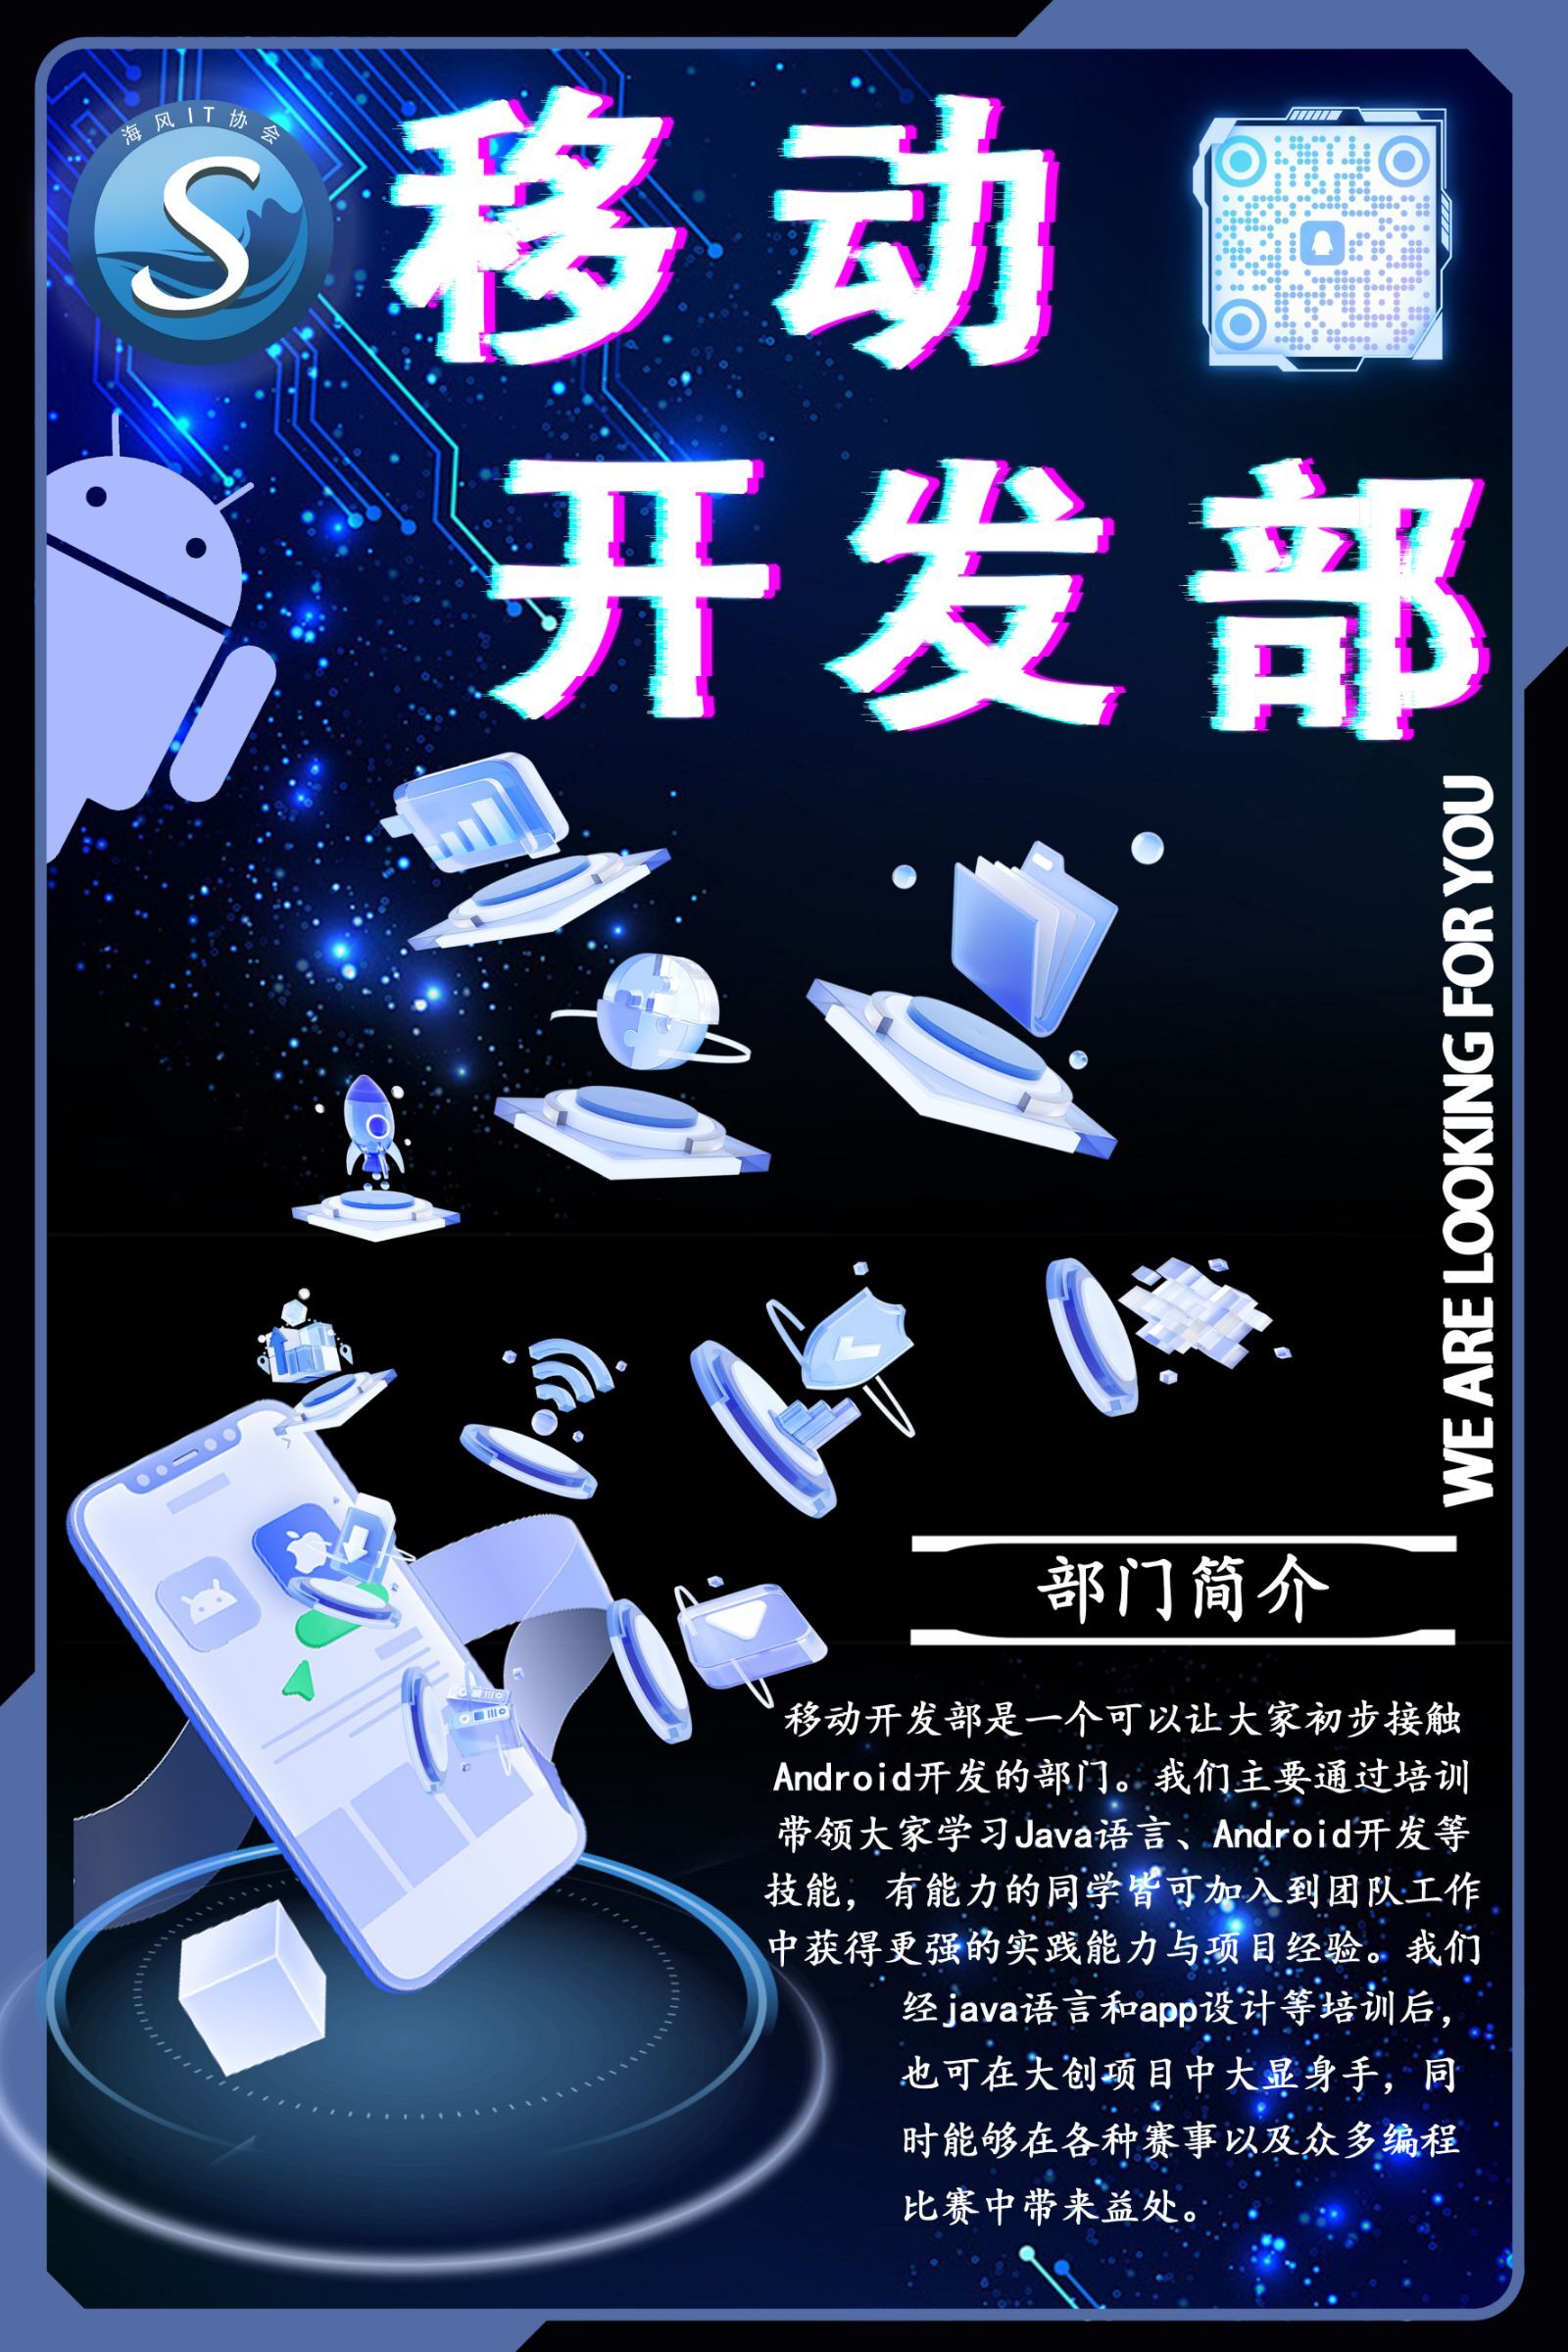 海风IT协会
S
移动
开发部
WE ARE LOOKING FOR YOU
部门简介
移动开发部是一个可以让大家初步接触
Android开发的部门。我们主要通过培训
带领大家学习Java语言、Android开发等
技能，有能力的同学皆可加入到团队工作
中获得更强的实践能力与项目经验。我们
经java语言和app设计等培训后，
也可在大创项目中大显身手，同
时能够在各种赛事以及众多编程
比赛中带来益处。